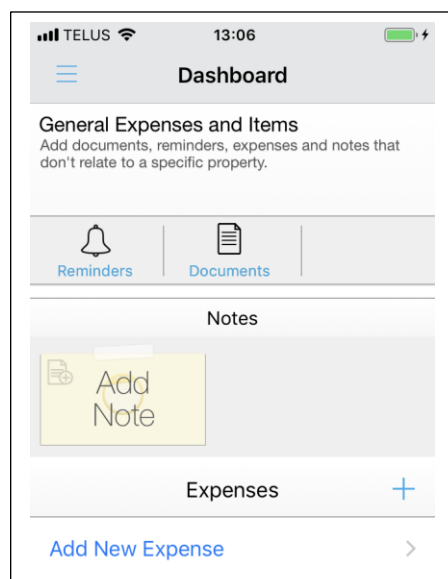 TELUS 13:06
Dashboard
General Expenses and Items
Add documents, reminders, expenses and notes that
don't relate to a specific property.
Reminders Documents
Notes
Add
Note
Expenses +
Add New Expense